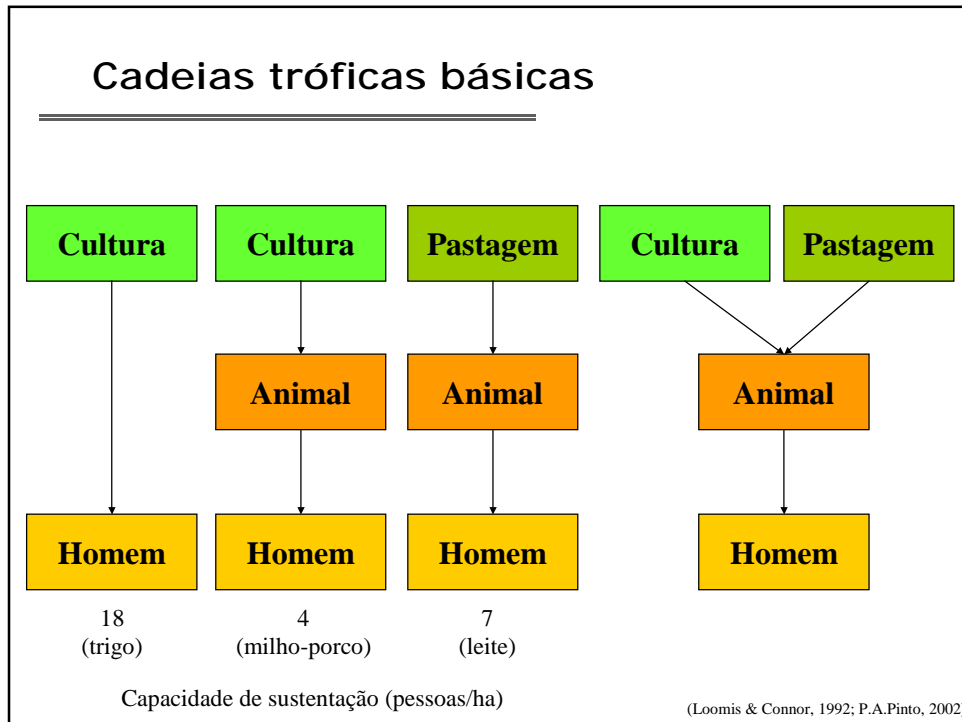 Cadeias tróficas básicas
Cultura Cultura Pastagem Cultura Pastagem
Animal Animal Animal
Homem Homem Homem Homem
18 4 7
(trigo) (milho-porco) (leite)
Capacidade de sustentação (pessoas/ha)
(Loomis & Connor, 1992; P.A.Pinto, 2002)